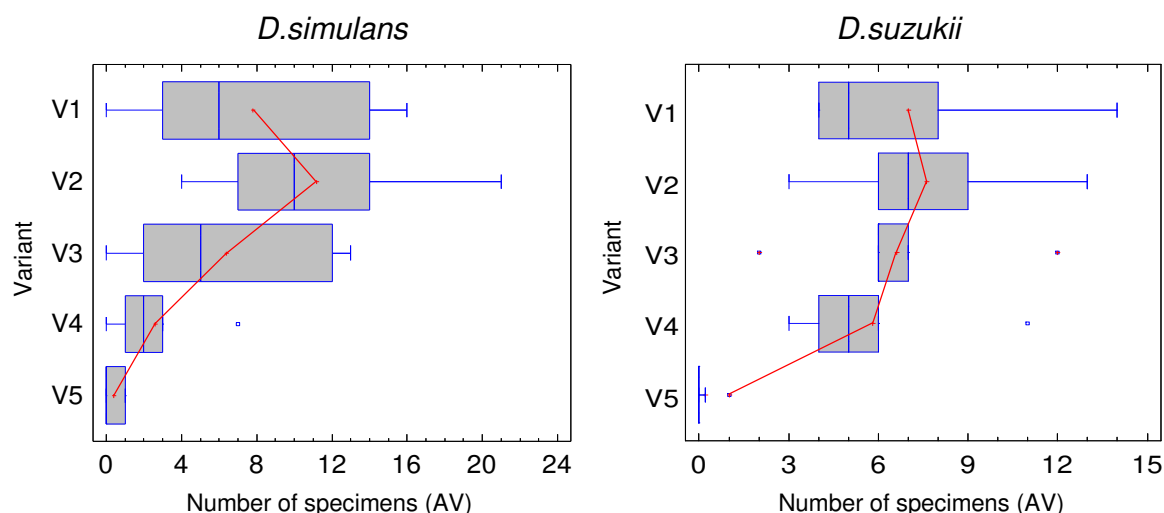 D.simulans
V1
V2
V3
V4
V5
Variant
0 4 8 12 16 20 24
Number of specimens (AV)
D.suzukii
V1
V2
V3
V4
V5
Variant
0 3 6 9 12 15
Number of specimens (AV)